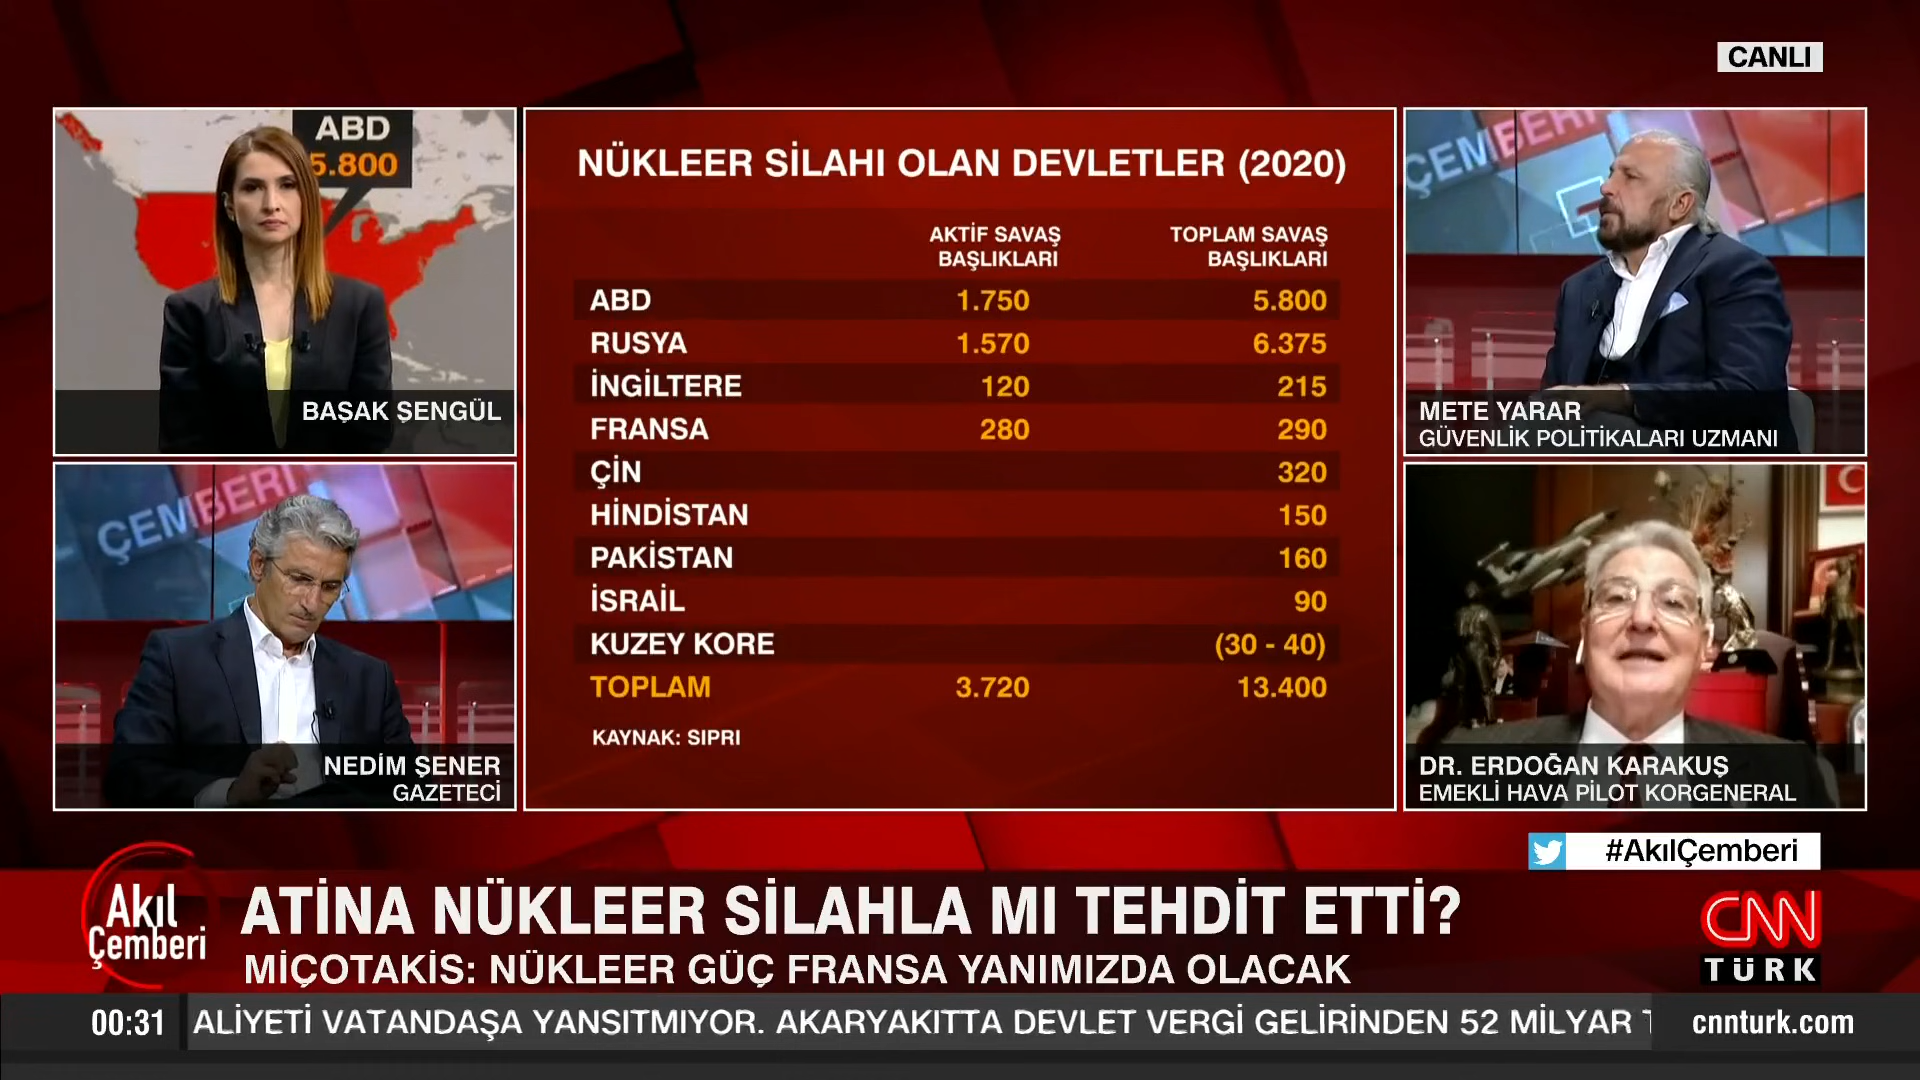 CANLI
ABD
5.800
BAŞAK ŞENGÜL
ÇEMBERİ
NEDİM ŞENER
GAZETECİ
NÜKLEER SİLAHI OLAN DEVLETLER (2020)
AKTİF SAVAŞ BAŞLIKLARI TOPLAM SAVAŞ BAŞLIKLARI
ABD 1.750 5.800
RUSYA 1.570 6.375
İNGİLTERE 120 215
FRANSA 280 290
ÇİN 320
HİNDİSTAN 150
PAKİSTAN 160
İSRAİL 90
KUZEY KORE (30 - 40)
TOPLAM 3.720 13.400
KAYNAK: SIPRI
ÇEMBERİ
METE YARAR
GÜVENLİK POLİTİKALARI UZMANI
DR. ERDOĞAN KARAKUŞ
EMEKLİ HAVA PİLOT KORGENERAL
#AkılÇemberi
Akıl
Çemberi
ATİNA NÜKLEER SİLAHLA MI TEHDİT ETTİ?
MİÇOTAKİS: NÜKLEER GÜÇ FRANSA YANIMIZDA OLACAK
CNN
TÜRK
00:31 ALİYETİ VATANDAŞA YANSITMIYOR. AKARYAKITTA DEVLET VERGİ GELİRİNDEN 52 MİLYAR cnnturk.com